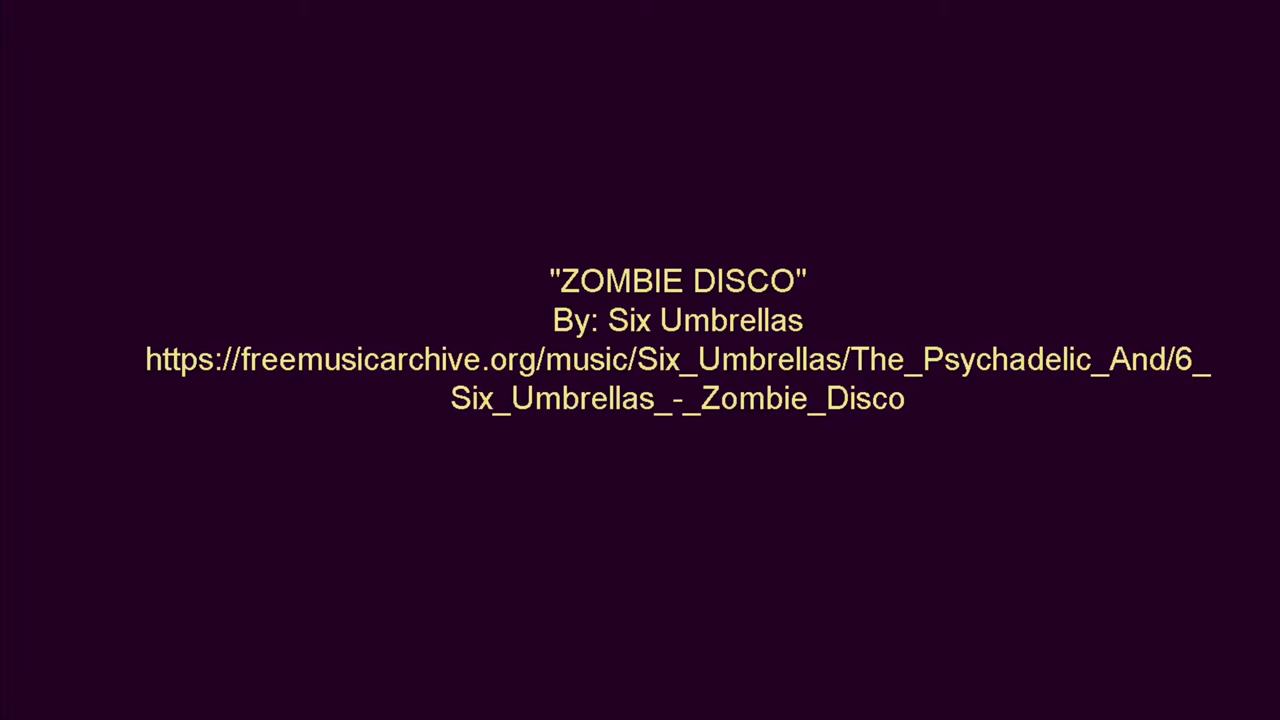 "ZOMBIE DISCO"
By: Six Umbrellas
https://freemusicarchive.org/music/Six_Umbrellas/The_Psychadelic_And/6_
Six_Umbrellas_-_Zombie_Disco